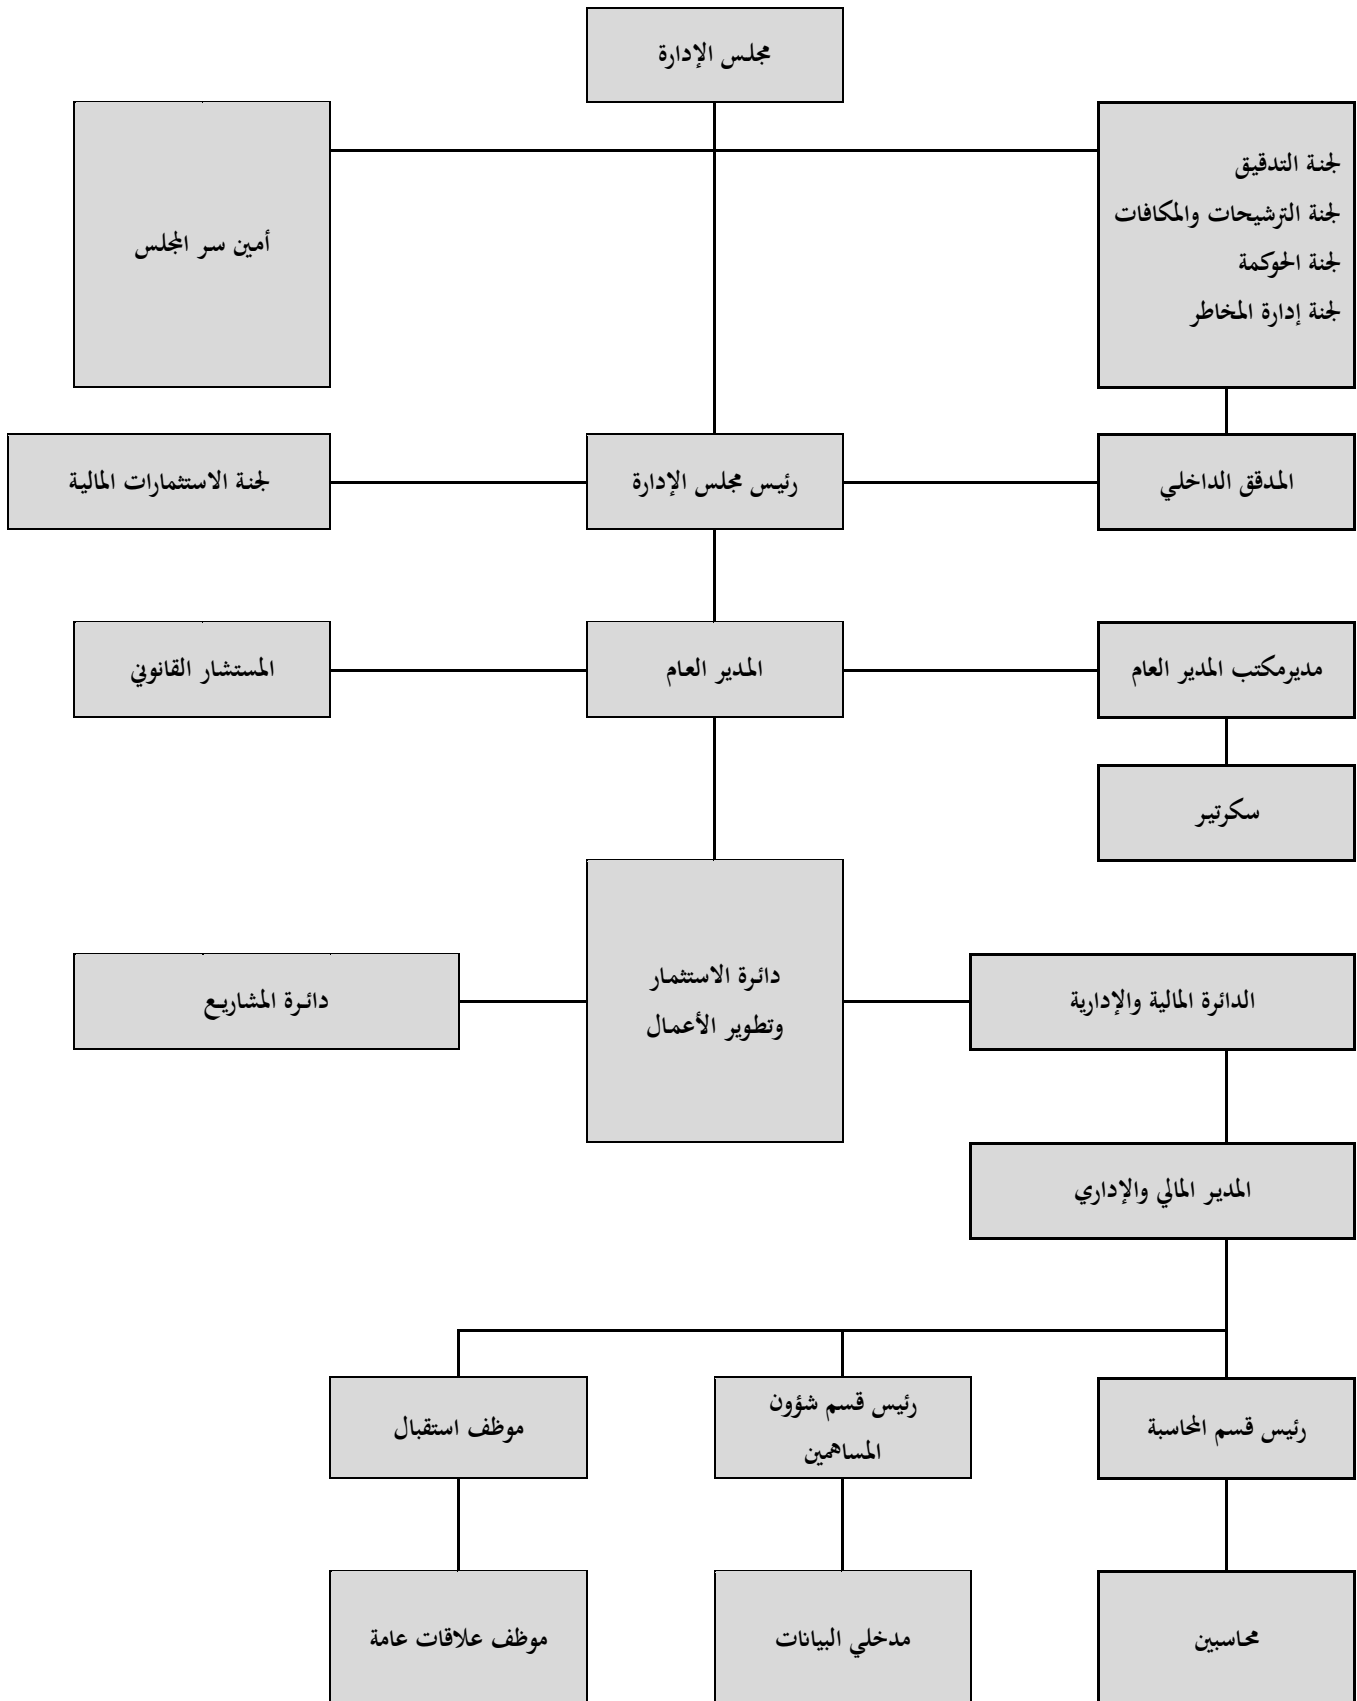 مجلس الإدارة
لجنة التدقيق
لجنة الترشيحات والمكافات
لجنة الحوكمة
لجنة إدارة المخاطر
أمين سر المجلس
المدقق الداخلي
رئيس مجلس الإدارة
لجنة الاستثمارات المالية
مديرمكتب المدير العام
المدير العام
المستشار القانوني
سكرتير
الدائرة المالية والإدارية
دائرة الاستثمار
وتطوير الأعمال
دائرة المشاريع
المدير المالي والإداري
رئيس قسم المحاسبة
رئيس قسم شؤون
المساهمين
موظف استقبال
محاسبين
مدخلي البيانات
موظف علاقات عامة